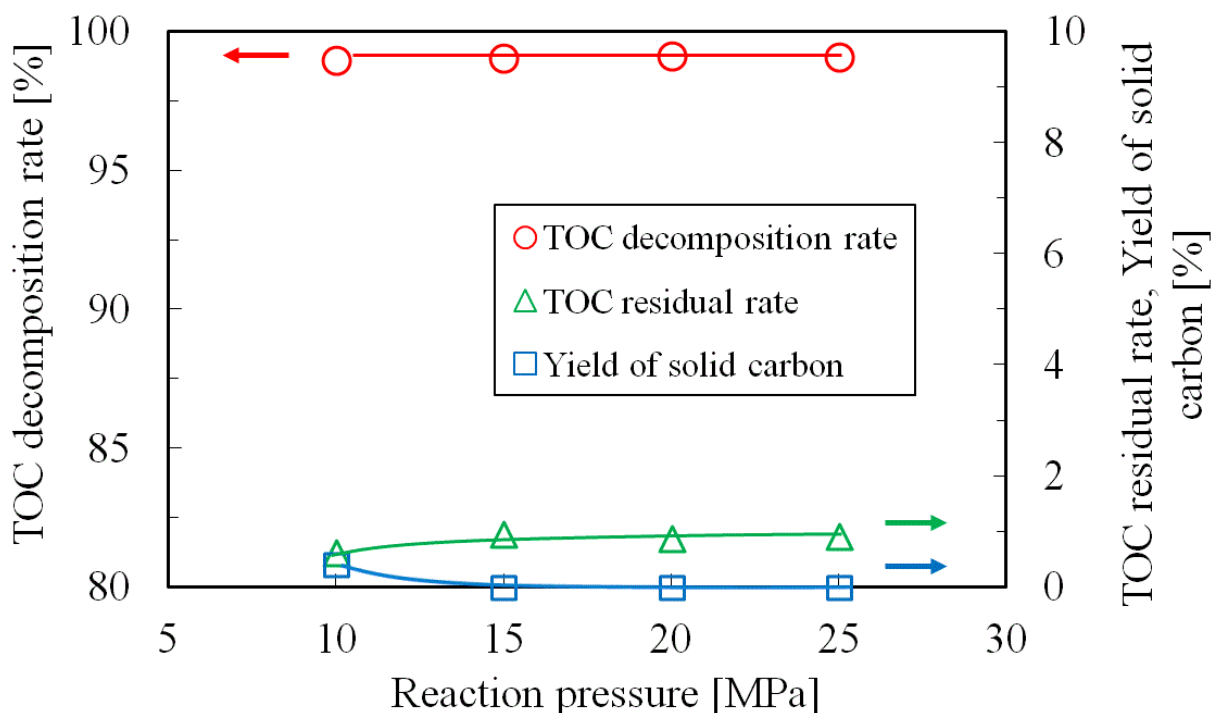 TOC decomposition rate [%]
100
95
90
85
80
TOC decomposition rate
TOC residual rate
Yield of solid carbon
10
8
6
4
2
0
TOC residual rate, Yield of solid
carbon [%]
5 10 15 20 25 30
Reaction pressure [MPa]